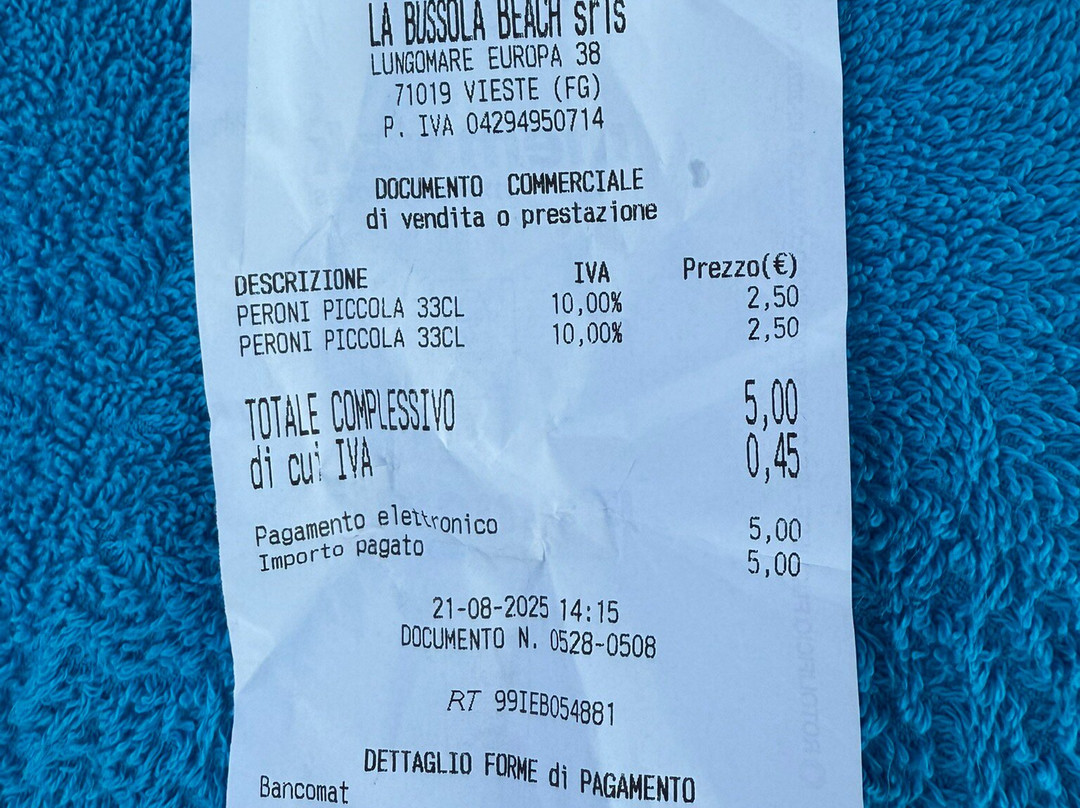 LA BUSSOLA BEACH srls
LUNGOMARE EUROPA 38
71019 VIESTE (FG)
P. IVA 04294950714
DOCUMENTO COMMERCIALE
di vendita o prestazione
DESCRIZIONE IVA Prezzo(€)
PERONI PICCOLA 33CL 10,00% 2,50
PERONI PICCOLA 33CL 10,00% 2,50
TOTALE COMPLESSIVO 5,00
di cui IVA 0,45
Pagamento elettronico 5,00
Importo pagato 5,00
21-08-2025 14:15
DOCUMENTO N. 0528-0508
RT 99IEB054881
DETTAGLIO FORME di PAGAMENTO
Bancomat